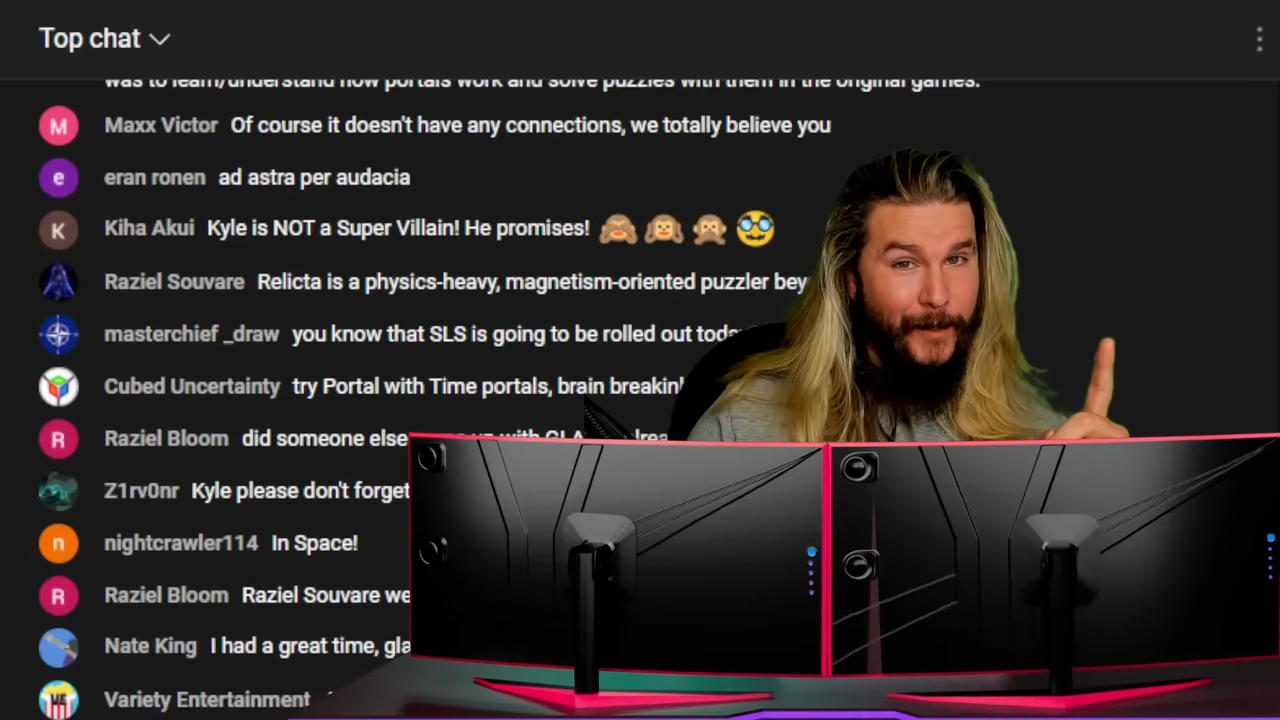 Top chat
was to learn/understand how portals work and solve puzzles with them in the original games.
M Maxx Victor Of course it doesn't have any connections, we totally believe you
e eran ronen ad astra per audacia
K Kiha Akui Kyle is NOT a Super Villain! He promises!
Raziel Souvare Relicta is a physics-heavy, magnetism-oriented puzzler bey
masterchief _draw you know that SLS is going to be rolled out toda
Cubed Uncertainty try Portal with Time portals, brain breakin
R Raziel Bloom did someone else up with GLA
Z1rv0nr Kyle please don't forget
n nightcrawler114 In Space!
R Raziel Bloom Raziel Souvare we
Nate King I had a great time, gla
Variety Entertainment